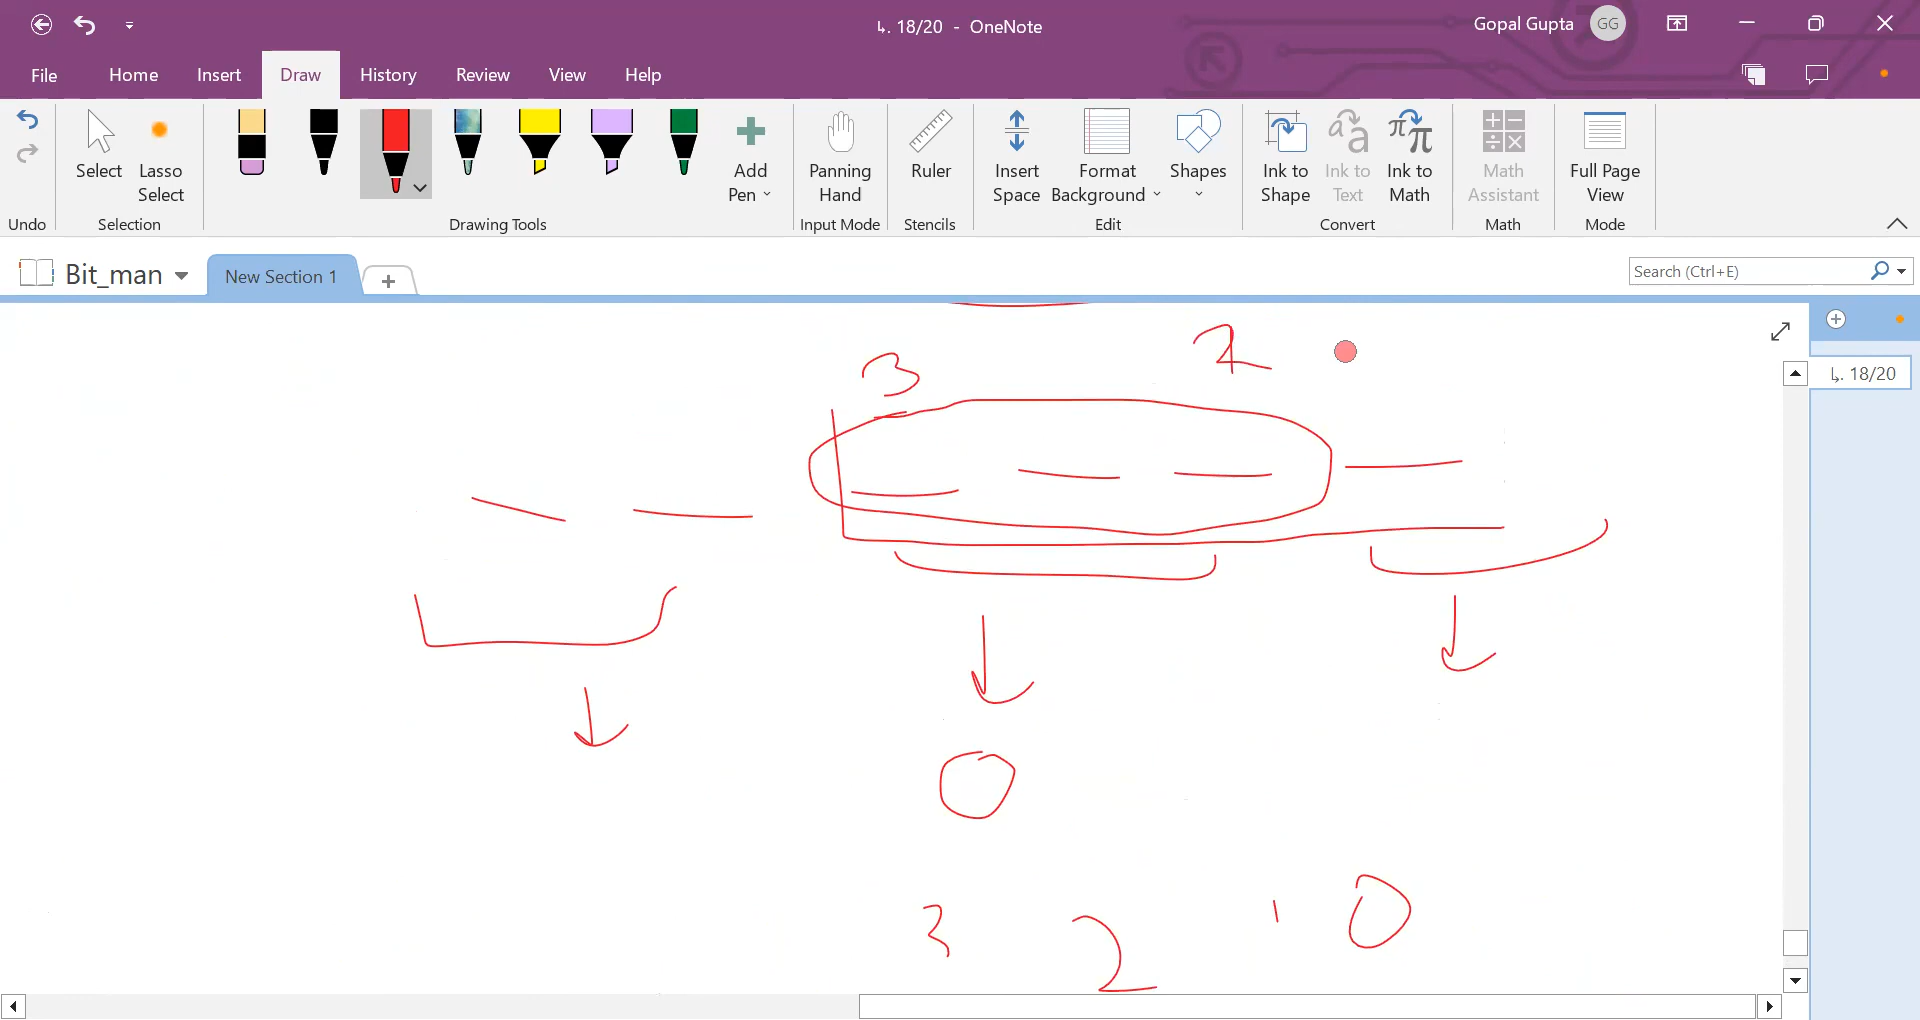 ч. 18/20 - OneNote
Gopal Gupta GG
File Home Insert Draw History Review View Help
Select
Lasso Select
Add Pen
Panning Hand
Ruler
Insert Space
Format Background
Shapes
Ink to Shape
Ink to Text
Ink to Math
Math Assistant
Full Page View
Undo Selection Drawing Tools Input Mode Stencils Edit Convert Math Mode
Bit_man New Section 1 +
Search (Ctrl+E)
18/20
3
0
3 2 1 0